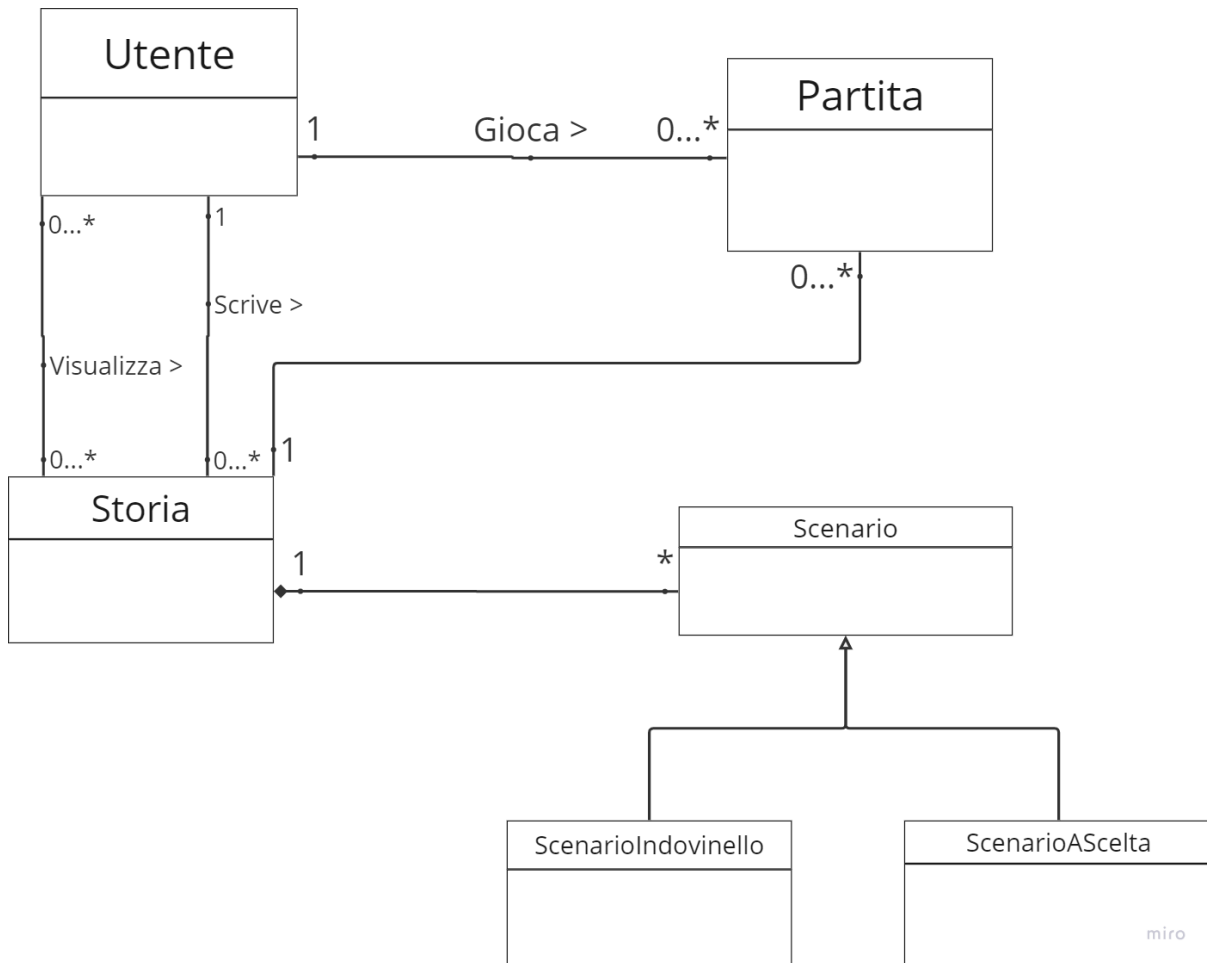 Utente
Partita
1
Gioca >
0...*
0...*
1
0...*
Scrive >
Visualizza >
0...*
0...*
1
Storia
Scenario
1
*
ScenarioIndovinello
ScenarioAScelta
miro